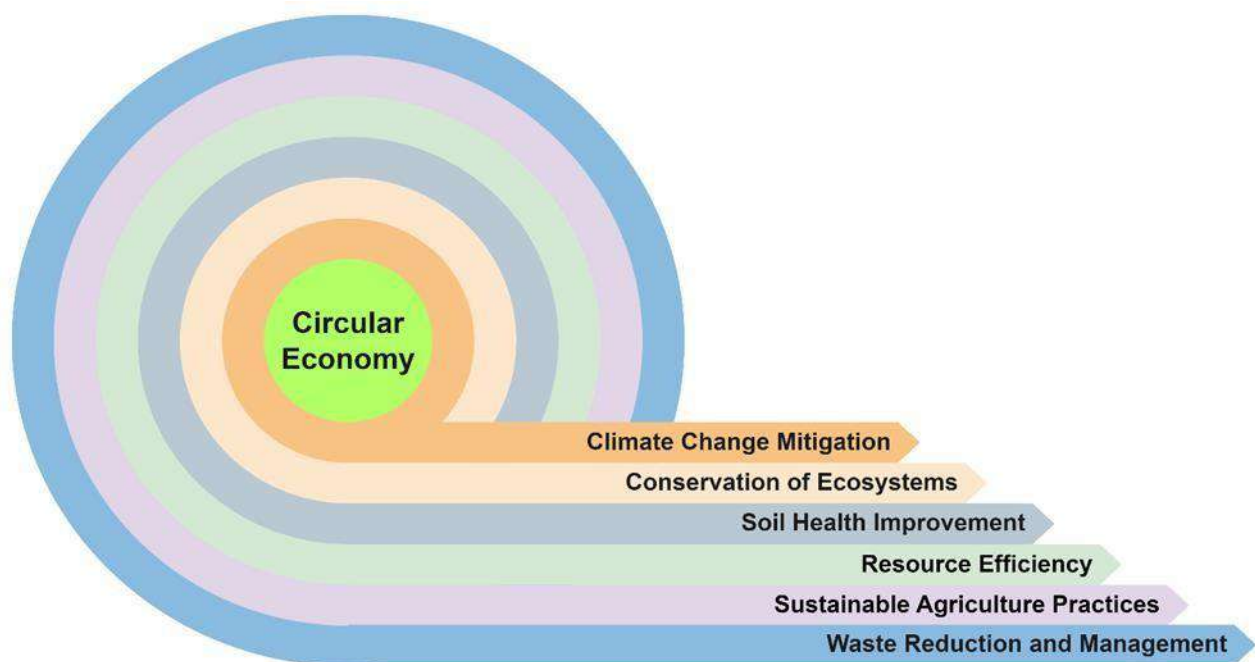 Circular
Economy
Climate Change Mitigation
Conservation of Ecosystems
Soil Health Improvement
Resource Efficiency
Sustainable Agriculture Practices
Waste Reduction and Management